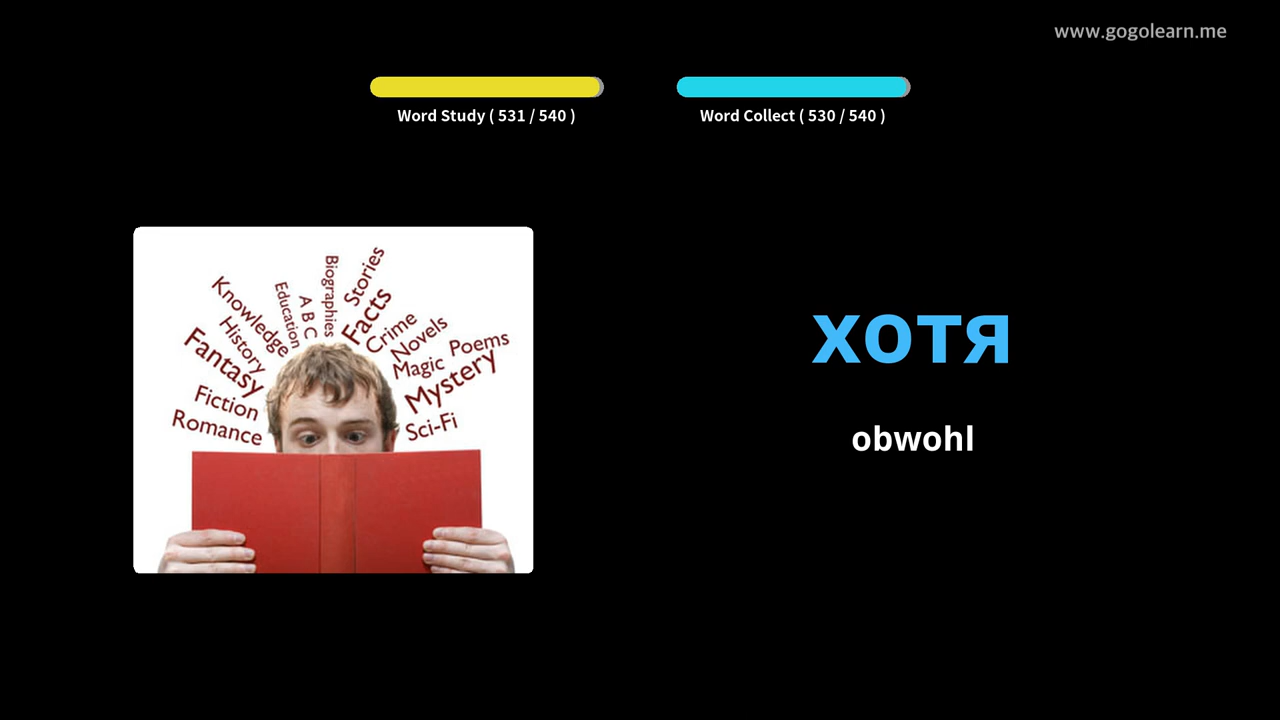 www.gogolearn.me
Word Study ( 531 / 540 )
Word Collect ( 530 / 540 )
Biographies
Stories
Knowledge
Education
A B C
Facts
History
Crime
Novels
Fantasy
Magic
Poems
Mystery
Fiction
Romance
Sci-Fi
хотя
obwohl